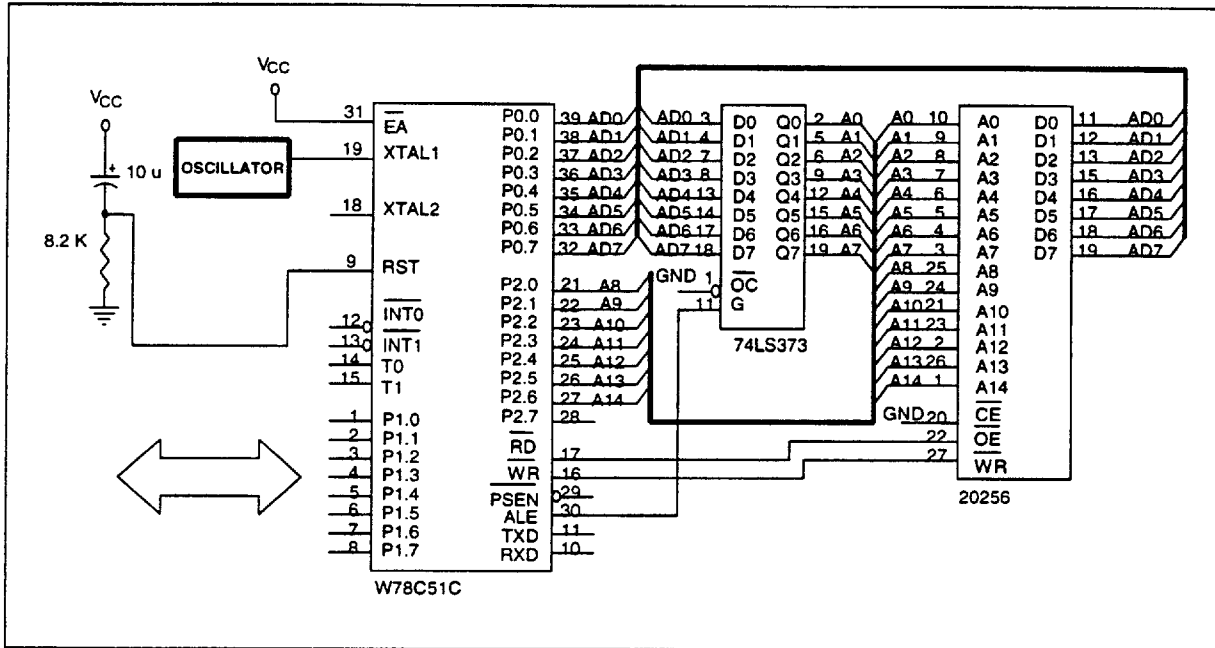 VCC
VCC
10 u
+
8.2 K
OSCILLATOR
31 EA
19 XTAL1
18 XTAL2
9 RST
12 INT0
13 INT1
14 T0
15 T1
1 P1.0
2 P1.1
3 P1.2
4 P1.3
5 P1.4
6 P1.5
7 P1.6
8 P1.7
P0.0 39 AD0
P0.1 38 AD1
P0.2 37 AD2
P0.3 36 AD3
P0.4 35 AD4
P0.5 34 AD5
P0.6 33 AD6
P0.7 32 AD7
P2.0 21 A8
P2.1 22 A9
P2.2 23 A10
P2.3 24 A11
P2.4 25 A12
P2.5 26 A13
P2.6 27 A14
P2.7 28
RD 17
WR 16
PSEN 29
ALE 30
TXD 11
RXD 10
W78C51C
AD0 3 D0 Q0 2 A0
AD1 4 D1 Q1 5 A1
AD2 7 D2 Q2 6 A2
AD3 8 D3 Q3 9 A3
AD4 13 D4 Q4 12 A4
AD5 14 D5 Q5 15 A5
AD6 17 D6 Q6 16 A6
AD7 18 D7 Q7 19 A7
GND 1 OC
11 G
74LS373
A0 10 A0 D0 11 AD0
A1 9 A1 D1 12 AD1
A2 8 A2 D2 13 AD2
A3 7 A3 D3 15 AD3
A4 6 A4 D4 16 AD4
A5 5 A5 D5 17 AD5
A6 4 A6 D6 18 AD6
A7 3 A7 D7 19 AD7
A8 25 A8
A9 24 A9
A10 21 A10
A11 23 A11
A12 2 A12
A13 26 A13
A14 1 A14
GND 20 CE
22 OE
27 WR
20256